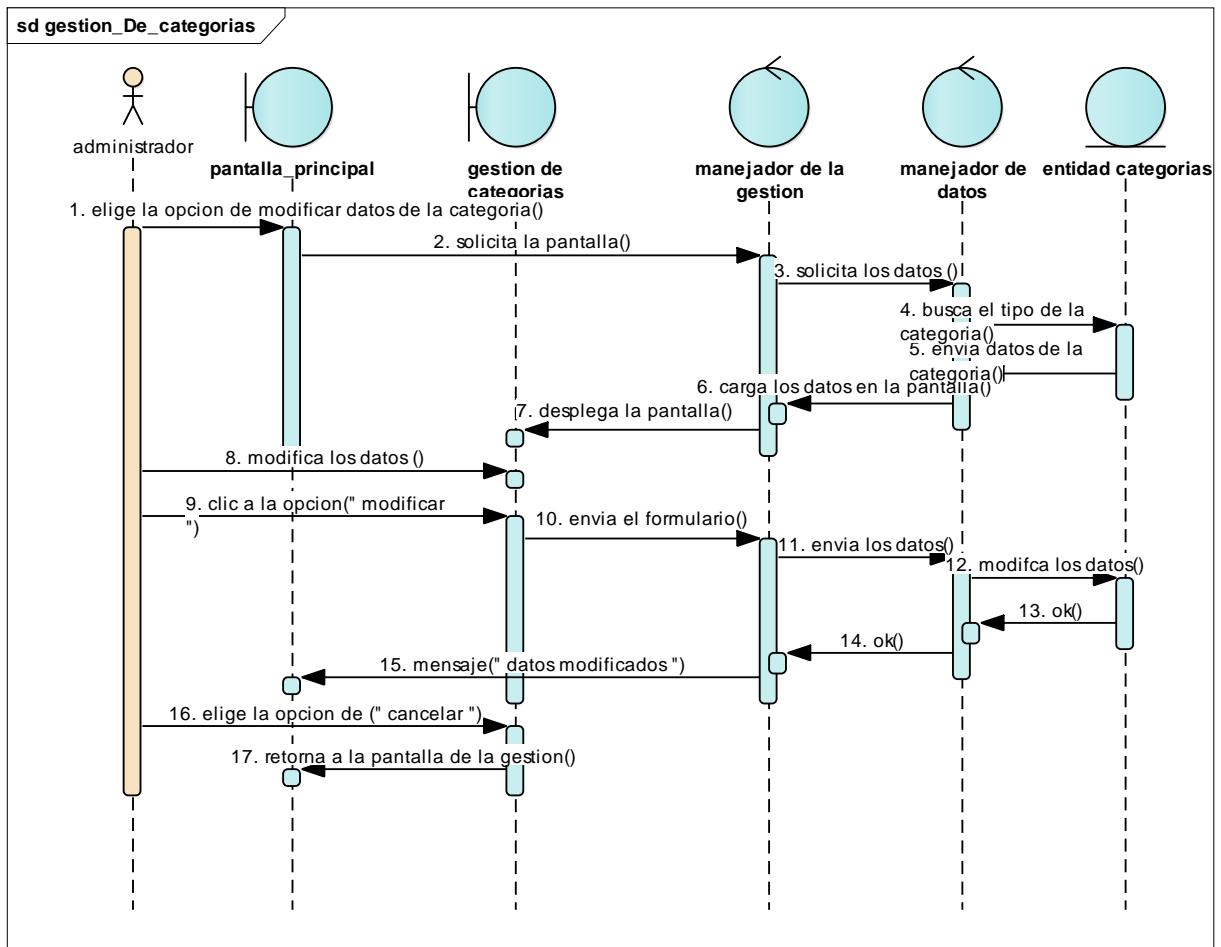 sd gestion_De_categorias
administrador
pantalla_principal
gestion de
categorias
manejador de la
gestion
manejador de
datos
entidad categorias
1. elige la opcion de modificar datos de la categoria()
2. solicita la pantalla()
3. solicita los datos ()
4. busca el tipo de la
categoria()
5. envia datos de la
categoria()
6. carga los datos en la pantalla()
7. desplega la pantalla()
8. modifica los datos ()
9. clic a la opcion(" modificar
")
10. envia el formulario()
11. envia los datos()
12. modifca los datos()
13. ok()
14. ok()
15. mensaje(" datos modificados ")
16. elige la opcion de (" cancelar ")
17. retorna a la pantalla de la gestion()